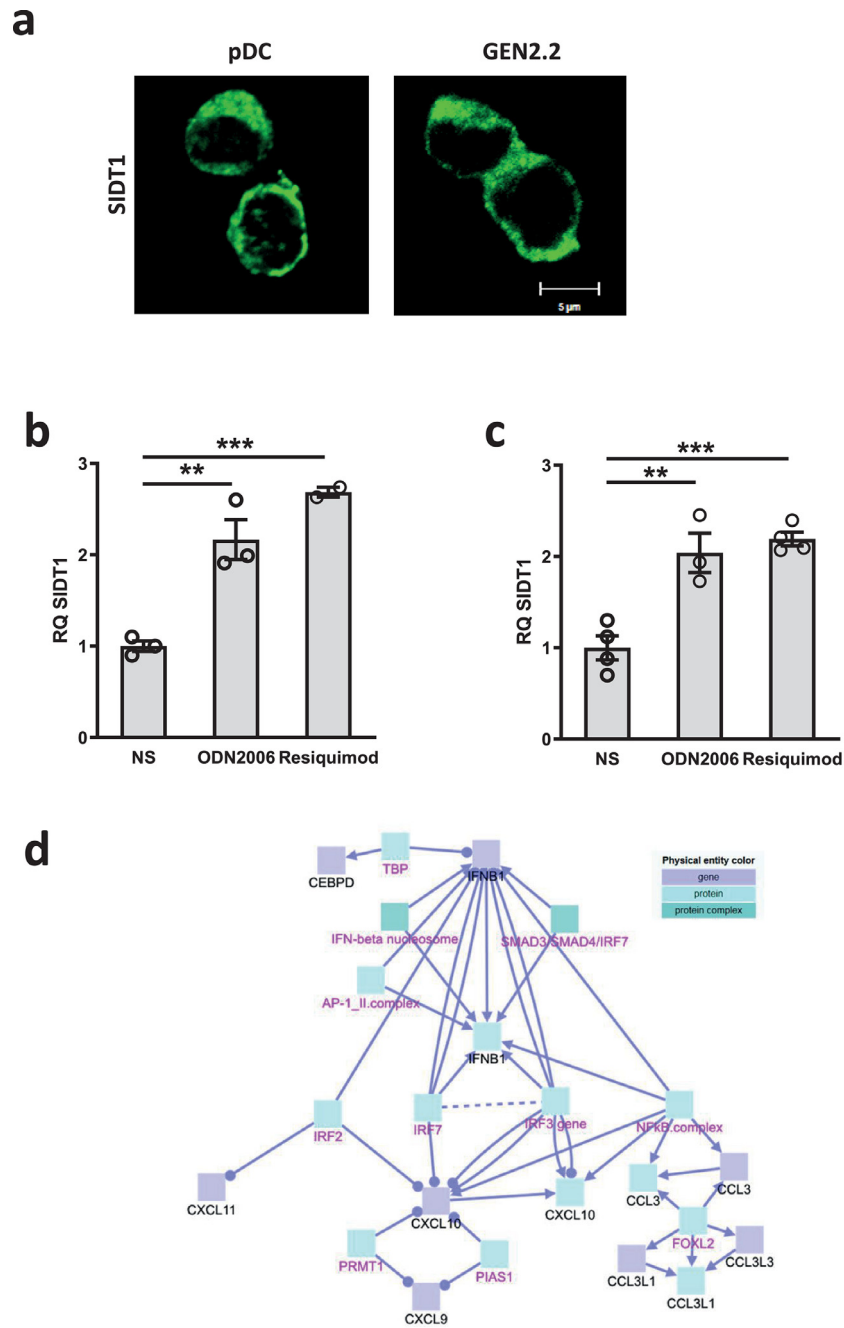 a
pDC
GEN2.2
SIDT1
5 µm
b
***
**
3
2
1
0
RQ SIDT1
NS
ODN2006
Resiquimod
c
***
**
3
2
1
0
RQ SIDT1
NS
ODN2006
Resiquimod
d
Physical entity color
gene
protein
protein complex
CEBPD
TBP
IFNB1
IFN-beta nucleosome
SMAD3/SMAD4/IRF7
AP-1_II.complex
IFNB1
IRF2
IRF7
IRF3 gene
NFkB.complex
CXCL11
CXCL10
CXCL10
CCL3
CCL3
PRMT1
PIAS1
FOXL2
CXCL9
CCL3L1
CCL3L3
CCL3L1